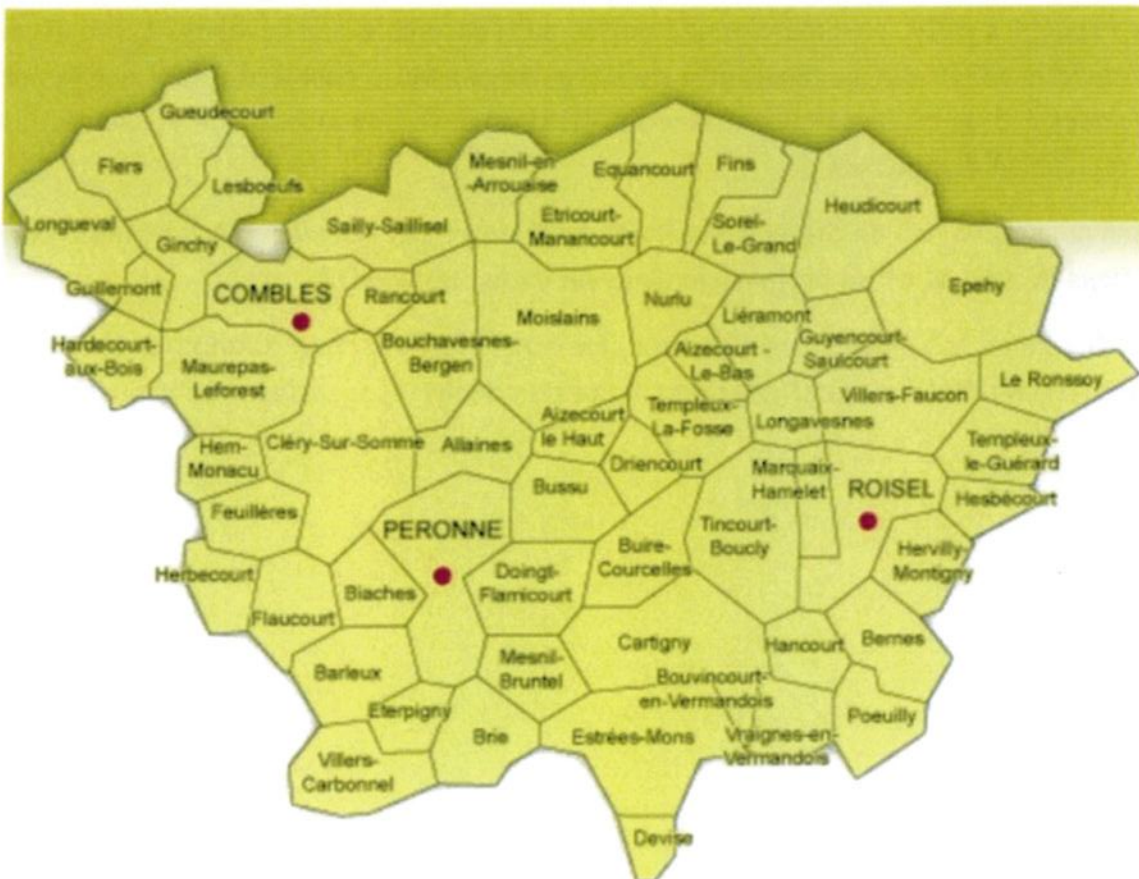 Gueudecourt
Flers
Lesboeufs
Longueval
Ginchy
Guillemont
COMBLES
Hardecourt-
aux-Bois
Maurepas-
Leforest
Sailly-Saillisel
Rancourt
Mesnil-en
-Arrouaise
Equancourt
Etricourt-
Manancourt
Fins
Sorel-
Le-Grand
Heudicourt
Epehy
Bouchavesnes-
Bergen
Moislains
Nurlu
Liéramont
Guyencourt-
Saulcourt
Aizecourt -
Le-Bas
Le Ronssoy
Villers-Faucon
Longavesnes
Templeux-
La-Fosse
Aizecourt
le Haut
Driencourt
Templeux-
le-Guérard
Hem-
Monacu
Cléry-Sur-Somme
Allaines
Bussu
Marquaix-
Hamelet
ROISEL
Hesbécourt
Feuillères
PERONNE
Tincourt-
Boucly
Hervilly-
Montigny
Herbecourt
Flaucourt
Biaches
Doingt-
Flamicourt
Buire-
Courcelles
Cartigny
Hancourt
Bernes
Barleux
Mesnil-
Bruntel
Bouvincourt-
en-Vermandois
Poeuilly
Eterpigny
Brie
Estrées-Mons
Vraignes-en-
Vermandois
Villers-
Carbonnel
Devise